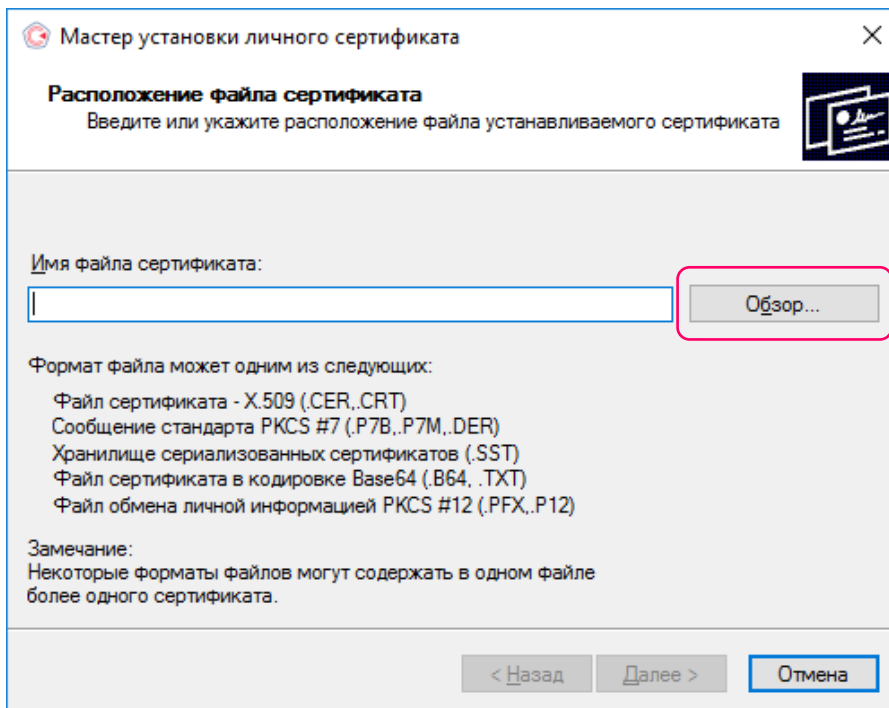 Мастер установки личного сертификата
Расположение файла сертификата
Введите или укажите расположение файла устанавливаемого сертификата
Имя файла сертификата:
Обзор...
Формат файла может одним из следующих:
Файл сертификата - X.509 (.CER,.CRT)
Сообщение стандарта PKCS #7 (.P7B,.P7M,.DER)
Хранилище сериализованных сертификатов (.SST)
Файл сертификата в кодировке Base64 (.B64, .TXT)
Файл обмена личной информацией PKCS #12 (.PFX,.P12)
Замечание:
Некоторые форматы файлов могут содержать в одном файле
более одного сертификата.
< Назад Далее > Отмена